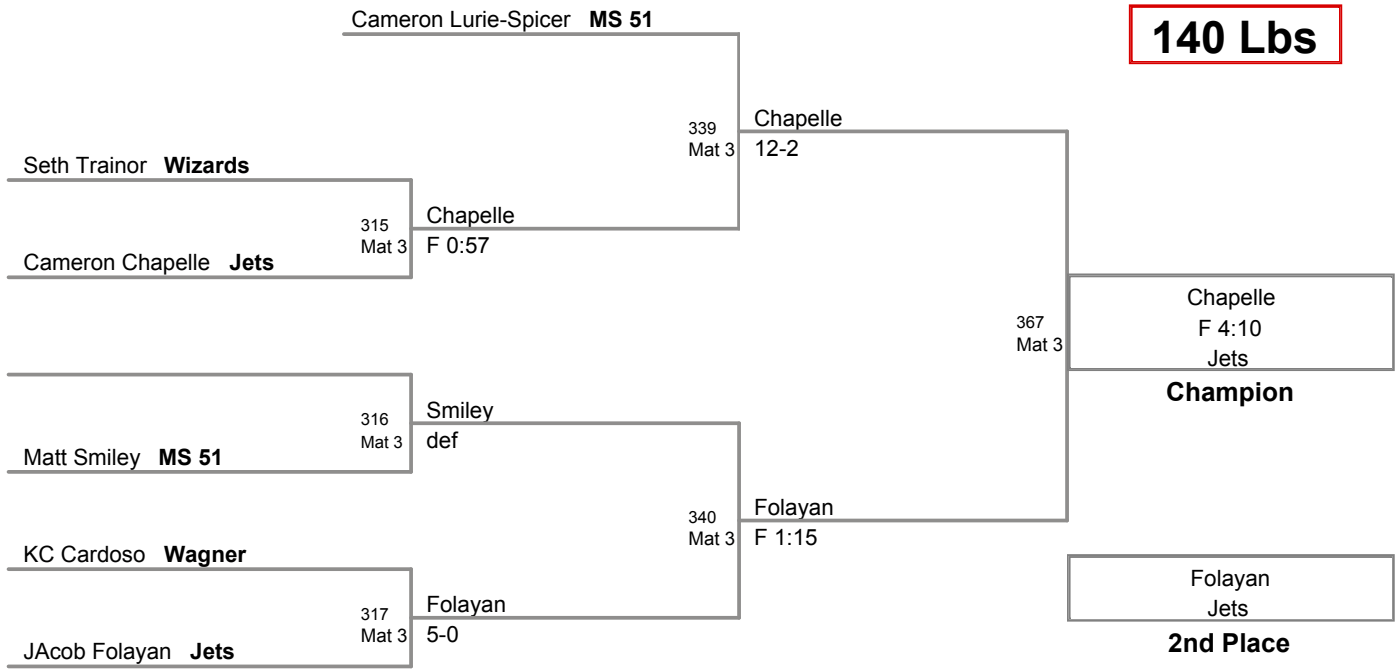 Cameron Lurie-Spicer MS 51
140 Lbs
339
Mat 3
Chapelle
12-2
Seth Trainor Wizards
315
Mat 3
Chapelle
F 0:57
Cameron Chapelle Jets
367
Mat 3
Chapelle
F 4:10
Jets
Champion
316
Mat 3
Smiley
def
Matt Smiley MS 51
340
Mat 3
Folayan
F 1:15
KC Cardoso Wagner
317
Mat 3
Folayan
5-0
JAcob Folayan Jets
Folayan
Jets
2nd Place